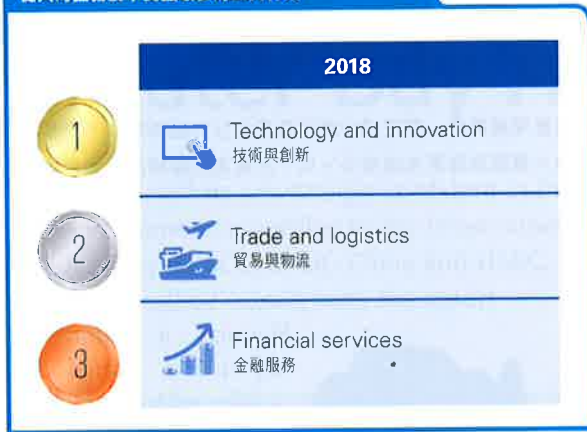 2018
1
Technology and innovation
技術與創新
2
Trade and logistics
貿易與物流
3
Financial services
金融服務